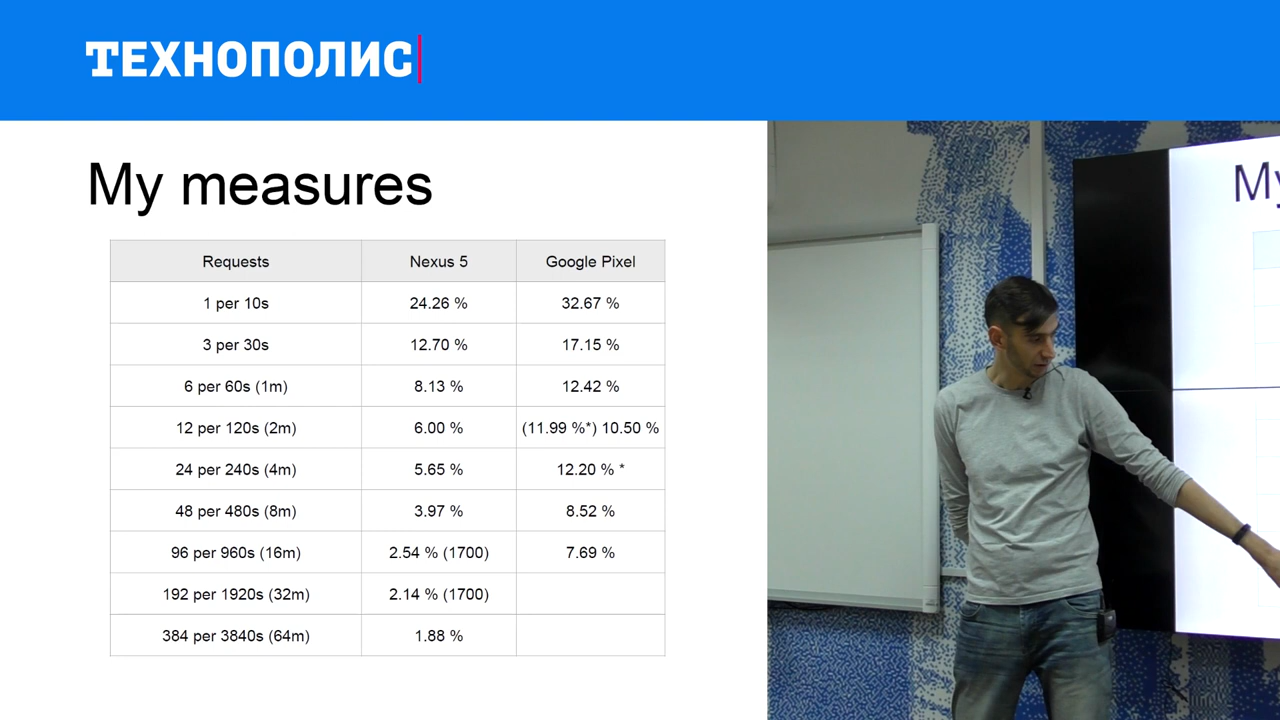 ТЕХНОПОЛИС
My measures
Requests Nexus 5 Google Pixel
1 per 10s 24.26 % 32.67 %
3 per 30s 12.70 % 17.15 %
6 per 60s (1m) 8.13 % 12.42 %
12 per 120s (2m) 6.00 % (11.99 %*) 10.50 %
24 per 240s (4m) 5.65 % 12.20 % *
48 per 480s (8m) 3.97 % 8.52 %
96 per 960s (16m) 2.54 % (1700) 7.69 %
192 per 1920s (32m) 2.14 % (1700)
384 per 3840s (64m) 1.88 %
My